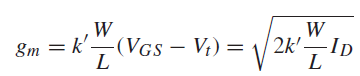 g_m = k′ W/L (V_GS − V_t) = √(2k′ W/L I_D)